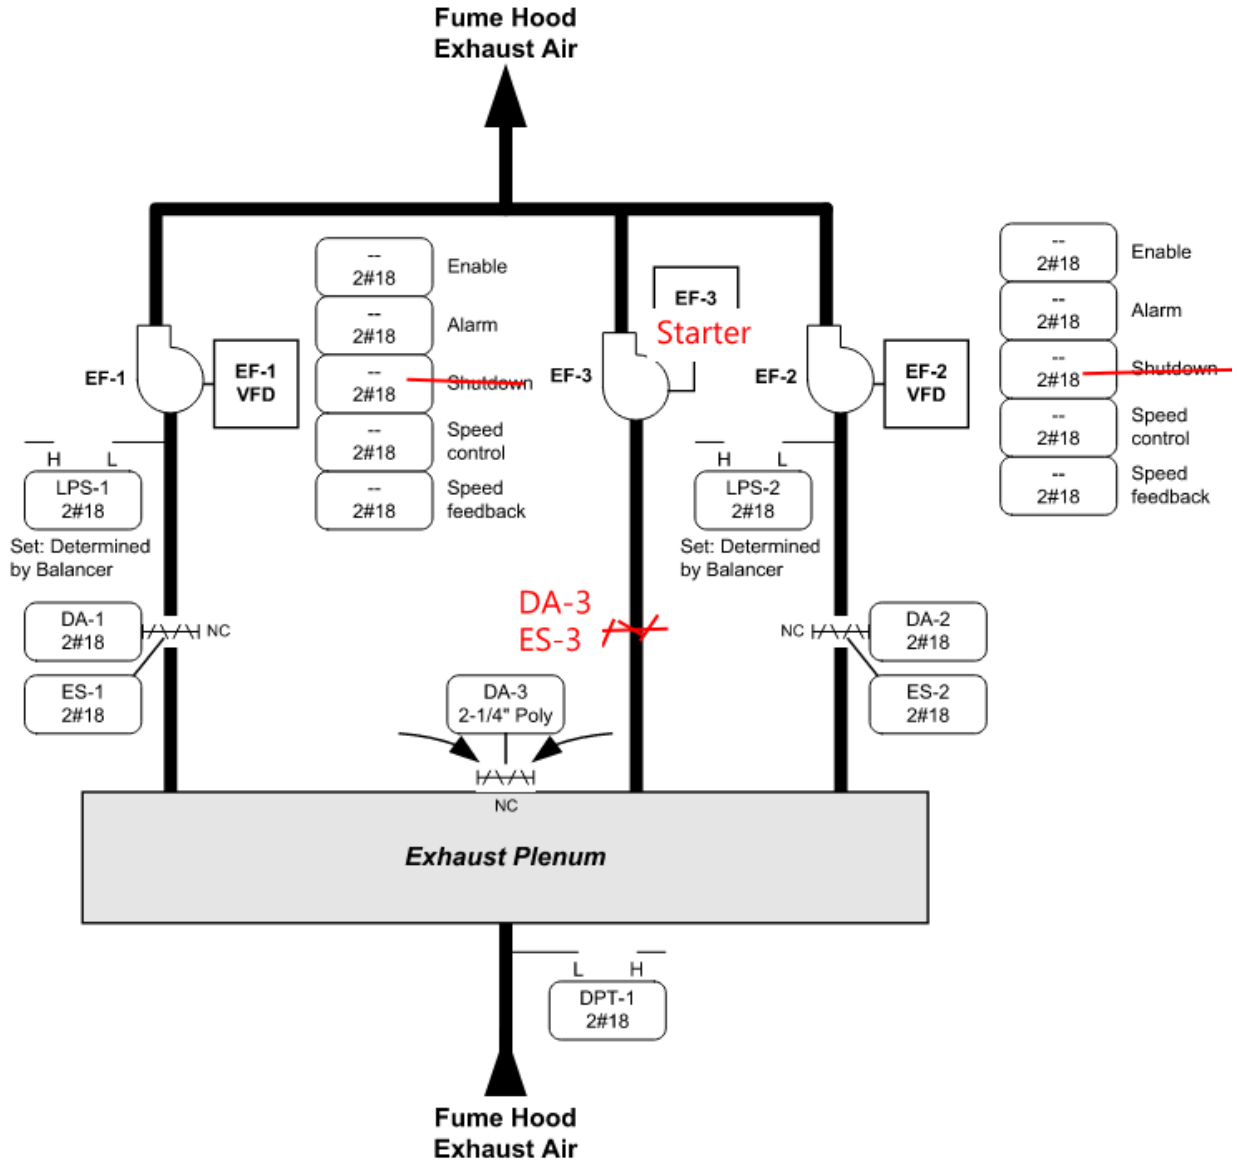 Fume Hood
Exhaust Air
--
2#18
Enable
--
2#18
Alarm
--
2#18
Shutdown
--
2#18
Speed
control
--
2#18
Speed
feedback
EF-1
EF-1
VFD
H L
LPS-1
2#18
Set: Determined
by Balancer
DA-1
2#18
NC
ES-1
2#18
EF-3
Starter
EF-3
DA-3
ES-3
DA-3
2-1/4" Poly
NC
EF-2
EF-2
VFD
H L
LPS-2
2#18
Set: Determined
by Balancer
NC
DA-2
2#18
ES-2
2#18
--
2#18
Enable
--
2#18
Alarm
--
2#18
Shutdown
--
2#18
Speed
control
--
2#18
Speed
feedback
Exhaust Plenum
L H
DPT-1
2#18
Fume Hood
Exhaust Air